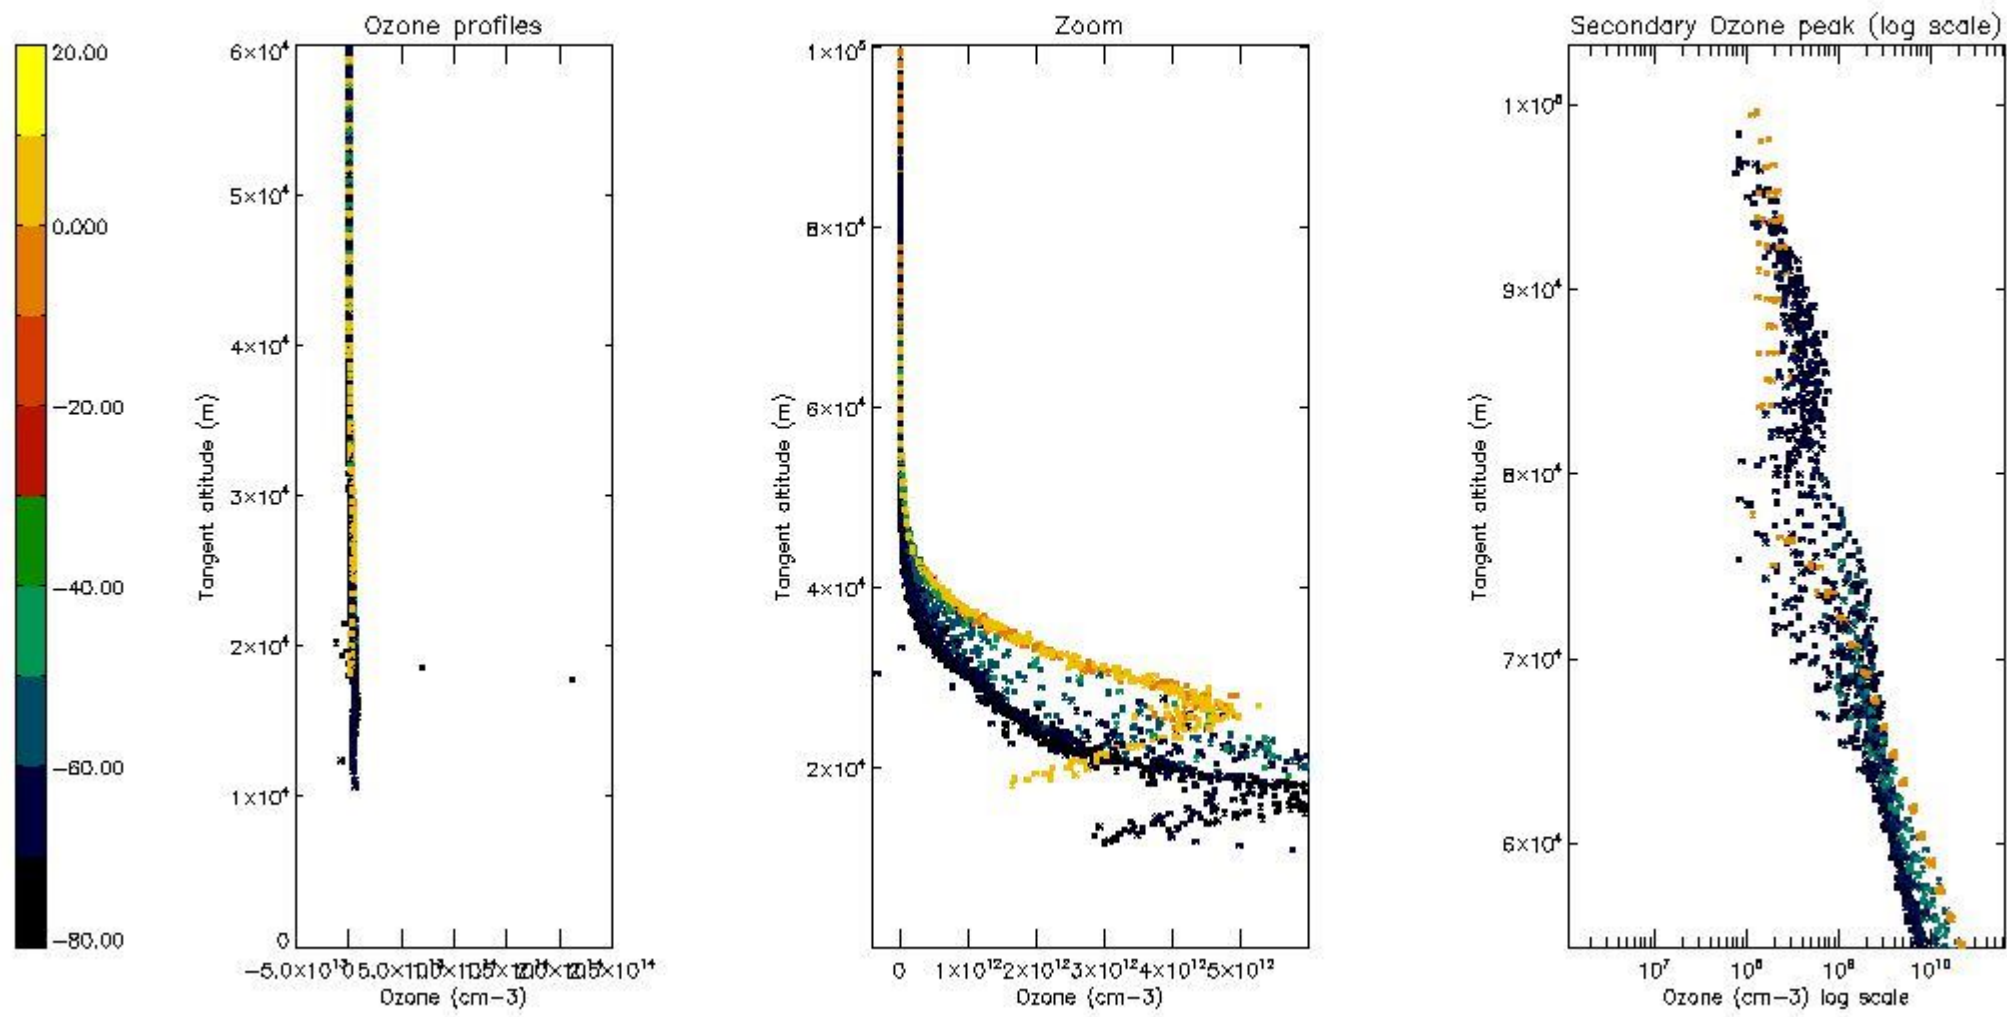 Ozone profiles
Zoom
Secondary Ozone peak (log scale)
20.00
0.000
−20.00
−40.00
−60.00
−80.00
6×10⁴
5×10⁴
4×10⁴
3×10⁴
2×10⁴
1×10⁴
0
Tangent altitude (m)
Ozone (cm−3)
1×10⁵
8×10⁴
6×10⁴
4×10⁴
2×10⁴
Tangent altitude (m)
0 1×10¹² 2×10¹² 3×10¹² 4×10¹² 5×10¹²
Ozone (cm−3)
9×10⁴
8×10⁴
7×10⁴
6×10⁴
Tangent altitude (m)
10⁷ 10¹⁰
Ozone (cm−3) log scale